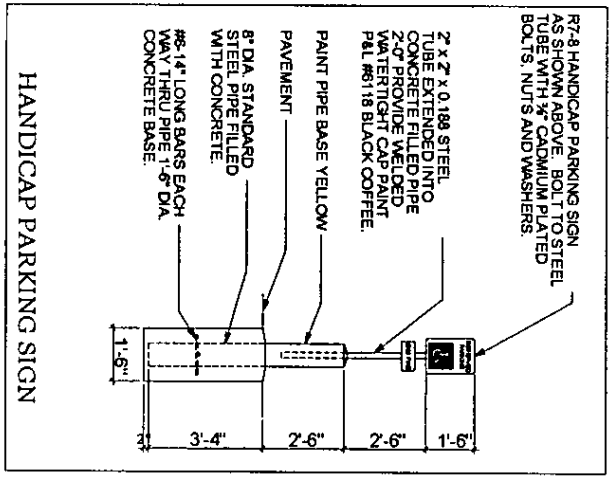 R7-8 HANDICAP PARKING SIGN
AS SHOWN ABOVE. BOLT TO STEEL
TUBE WITH ⅜" CADMIUM PLATED
BOLTS, NUTS AND WASHERS.
2" x 2" x 0.188 STEEL
TUBE EXTENDED INTO
CONCRETE FILLED PIPE
2'-0" PROVIDE WELDED
WATERTIGHT CAP PAINT
P&L #6118 BLACK COFFEE.
PAINT PIPE BASE YELLOW
PAVEMENT
8" DIA. STANDARD
STEEL PIPE FILLED
WITH CONCRETE.
#6-14" LONG BARS EACH
WAY THRU PIPE 1'-6" DIA.
CONCRETE BASE.
1'-6"
2'-6"
2'-6"
3'-4"
2"
1'-6"
HANDICAP PARKING SIGN